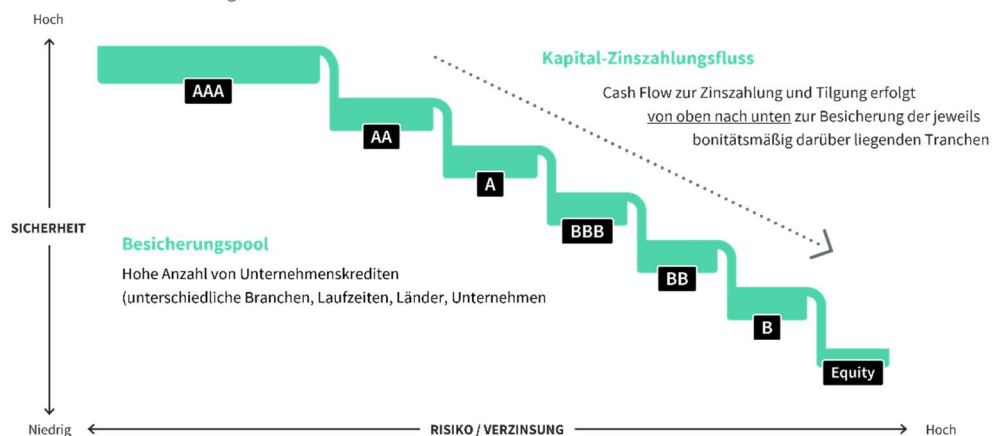 Hoch
Kapital-Zinszahlungsfluss
Cash Flow zur Zinszahlung und Tilgung erfolgt
von oben nach unten zur Besicherung der jeweils
bonitätsmäßig darüber liegenden Tranchen
AAA
AA
A
BBB
BB
B
Equity
SICHERHEIT
Besicherungspool
Hohe Anzahl von Unternehmenskrediten
(unterschiedliche Branchen, Laufzeiten, Länder, Unternehmen
Niedrig
RISIKO / VERZINSUNG
Hoch